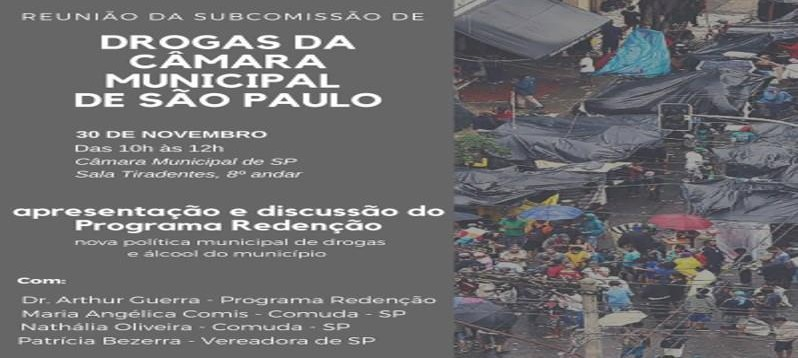 REUNIÃO DA SUBCOMISSÃO DE
DROGAS DA
CÂMARA
MUNICIPAL
DE SÃO PAULO
30 DE NOVEMBRO
Das 10h às 12h
Câmara Municipal de SP
Sala Tiradentes, 8º andar
apresentação e discussão do
Programa Redenção
nova política municipal de drogas
e álcool do município
Com:
Dr. Arthur Guerra - Programa Redenção
Maria Angélica Comis - Comuda - SP
Nathália Oliveira - Comuda - SP
Patrícia Bezerra - Vereadora de SP